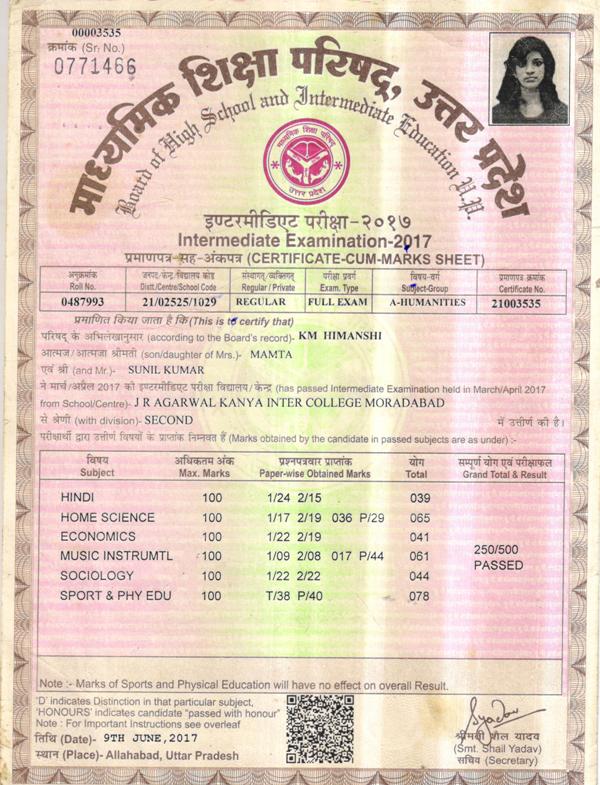 00003535
क्रमांक (Sr. No.)
0771466
माध्यमिक शिक्षा परिषद्, उत्तर प्रदेश
Board of High School and Intermediate Education U.P.
माध्यमिक शिक्षा परिषद्
उत्तर प्रदेश
इण्टरमीडिएट परीक्षा-२०१७
Intermediate Examination-2017
प्रमाणपत्र-सह-अंकपत्र (CERTIFICATE-CUM-MARKS SHEET)
अनुक्रमांक जनपद/केन्द्र/विद्यालय कोड संस्थागत/व्यक्तिगत परीक्षा प्रवर्ग विषय-वर्ग प्रमाणपत्र क्रमांक
Roll No. Distt./Centre/School Code Regular / Private Exam. Type Subject-Group Certificate No.
0487993 21/02525/1029 REGULAR FULL EXAM A-HUMANITIES 21003535
प्रमाणित किया जाता है कि (This is to certify that)
परिषद् के अभिलेखानुसार (according to the Board's record)- KM HIMANSHI
आत्मज/आत्मजा श्रीमती (son/daughter of Mrs.)- MAMTA
एवं श्री (and Mr.)- SUNIL KUMAR
ने मार्च/अप्रैल 2017 की इण्टरमीडिएट परीक्षा विद्यालय/केन्द्र (has passed Intermediate Examination held in March/April 2017
from School/Centre)- J R AGARWAL KANYA INTER COLLEGE MORADABAD
से श्रेणी (with division)- SECOND में उत्तीर्ण की है।
परीक्षार्थी द्वारा उत्तीर्ण विषयों के प्राप्तांक निम्नवत हैं (Marks obtained by the candidate in passed subjects are as under) :-
विषय अधिकतम अंक प्रश्नपत्रवार प्राप्तांक योग सम्पूर्ण योग एवं परीक्षाफल
Subject Max. Marks Paper-wise Obtained Marks Total Grand Total & Result
HINDI 100 1/24 2/15 039
HOME SCIENCE 100 1/17 2/19 036 P/29 065
ECONOMICS 100 1/22 2/19 041
MUSIC INSTRUMTL 100 1/09 2/08 017 P/44 061
250/500
PASSED
SOCIOLOGY 100 1/22 2/22 044
SPORT & PHY EDU 100 T/38 P/40 078
Note :- Marks of Sports and Physical Education will have no effect on overall Result.
'D' indicates Distinction in that particular subject,
'HONOURS' indicates candidate "passed with honour"
Note : For Important Instructions see overleaf
तिथि (Date)- 9TH JUNE,2017
स्थान (Place)- Allahabad, Uttar Pradesh
Syadav
श्रीमती शैल यादव
(Smt. Shail Yadav)
सचिव (Secretary)